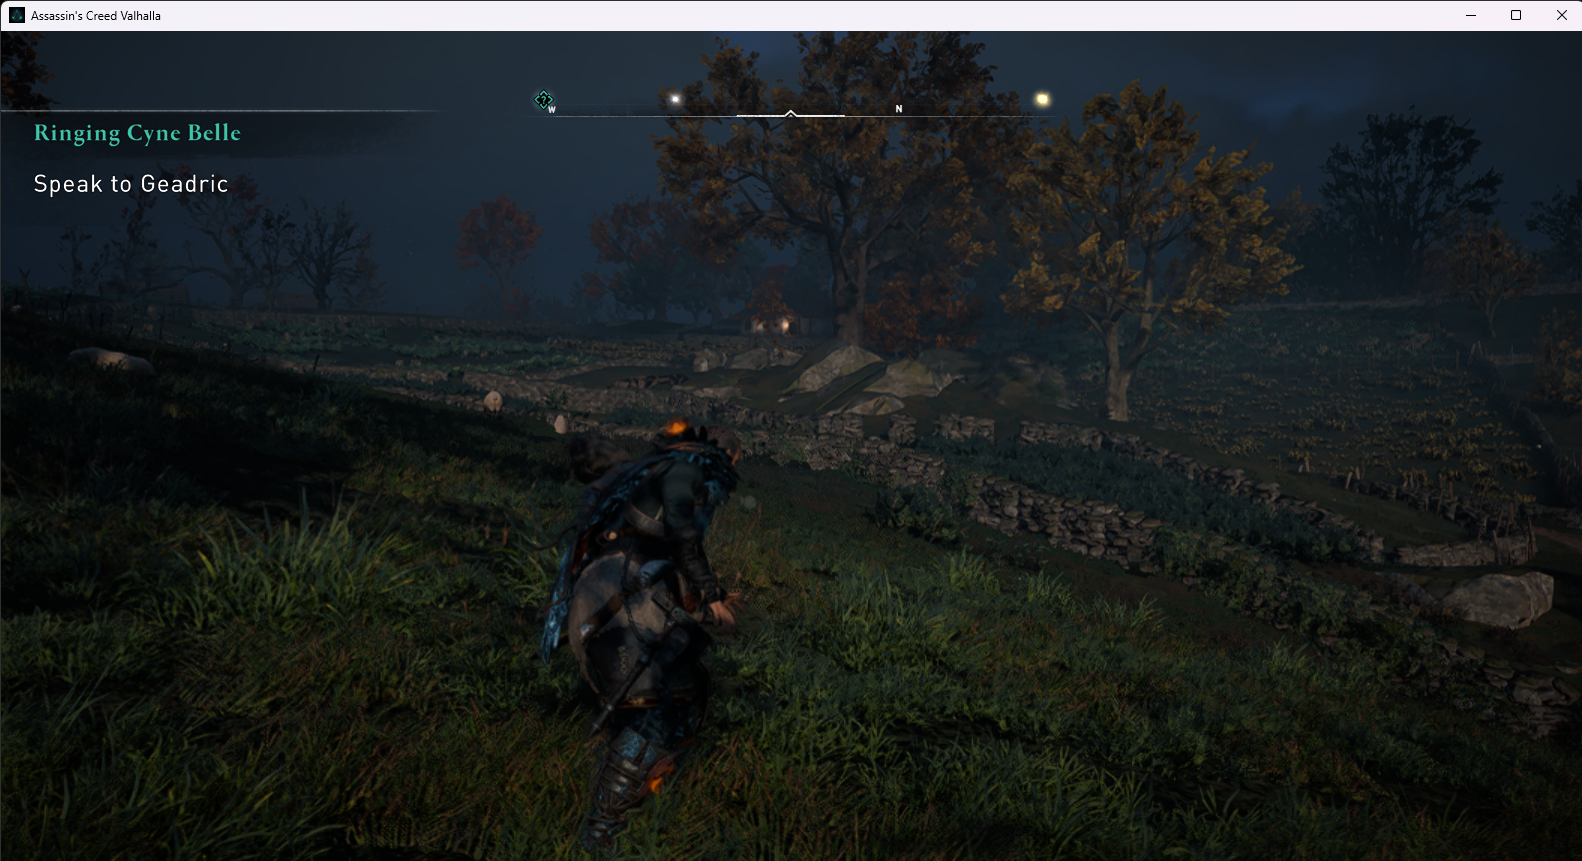 Assassin's Creed Valhalla
W
N
Ringing Cyne Belle
Speak to Geadric